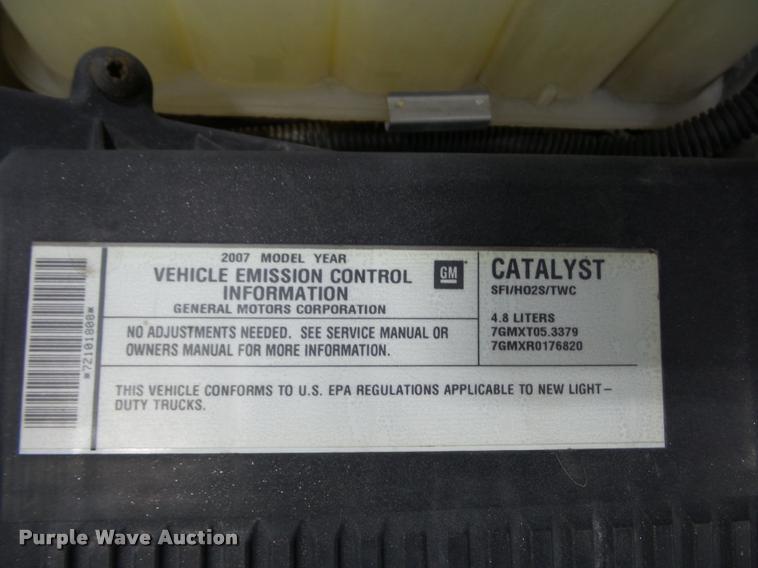 2007 MODEL YEAR
VEHICLE EMISSION CONTROL
INFORMATION
GENERAL MOTORS CORPORATION
GM
CATALYST
SFI/HO2S/TWC
4.8 LITERS
7GMXT05.3379
7GMXR0176820
NO ADJUSTMENTS NEEDED. SEE SERVICE MANUAL OR
OWNERS MANUAL FOR MORE INFORMATION.
THIS VEHICLE CONFORMS TO U.S. EPA REGULATIONS APPLICABLE TO NEW LIGHT-
DUTY TRUCKS.
*72101808*
Purple Wave Auction